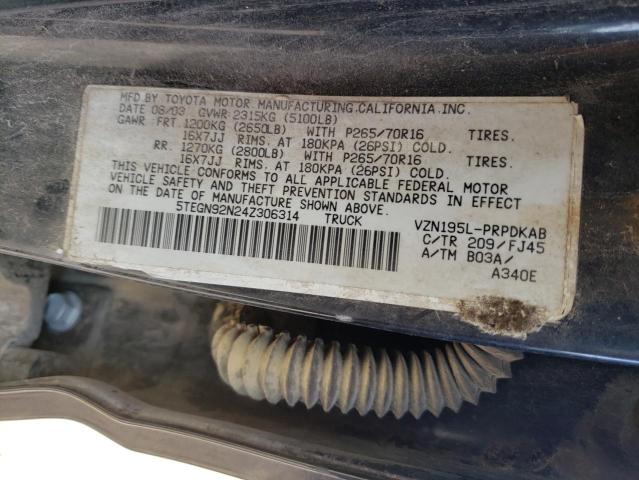 MFD BY TOYOTA MOTOR MANUFACTURING,CALIFORNIA,INC.
DATE 08/03 GVWR 2315KG (5100LB)
GAWR: FRT. 1200KG (2650LB) WITH P265/70R16 TIRES.
16X7JJ RIMS. AT 180KPA (26PSI) COLD.
RR. 1270KG (2800LB) WITH P265/70R16 TIRES.
16X7JJ RIMS. AT 180KPA (26PSI) COLD.
THIS VEHICLE CONFORMS TO ALL APPLICABLE FEDERAL MOTOR
VEHICLE SAFETY AND THEFT PREVENTION STANDARDS IN EFFECT
ON THE DATE OF MANUFACTURE SHOWN ABOVE.
5TEGN92N24Z306314 TRUCK VZN195L-PRPDKAB
C/TR 209/FJ45
A/TM B03A/
A340E